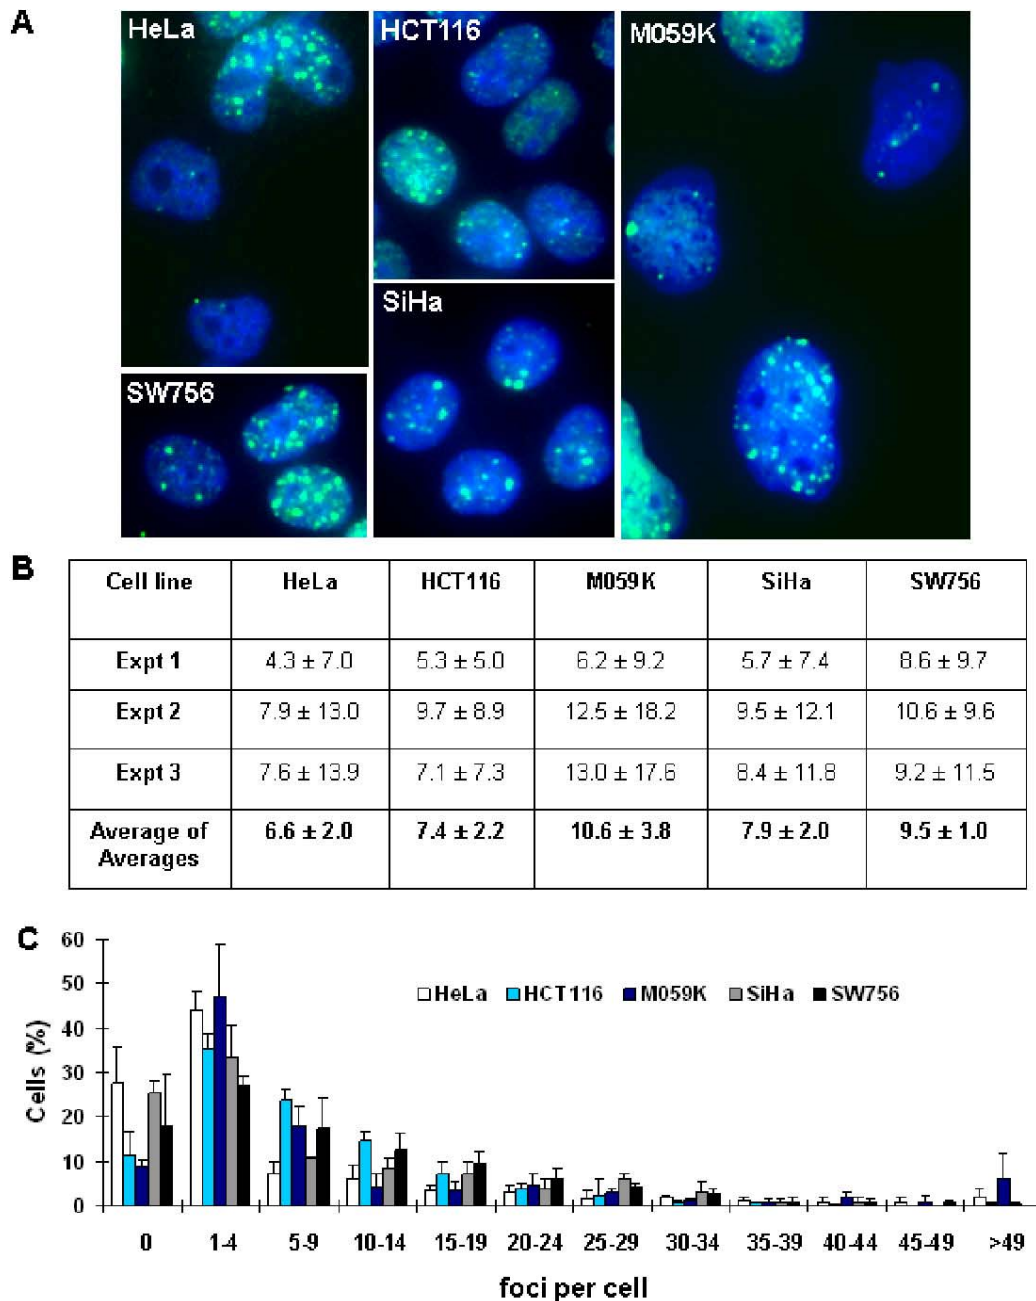 A
HeLa
HCT116
M059K
SW756
SiHa
B
Cell line HeLa HCT116 M059K SiHa SW756
Expt 1 4.3 ± 7.0 5.3 ± 5.0 6.2 ± 9.2 5.7 ± 7.4 8.6 ± 9.7
Expt 2 7.9 ± 13.0 9.7 ± 8.9 12.5 ± 18.2 9.5 ± 12.1 10.6 ± 9.6
Expt 3 7.6 ± 13.9 7.1 ± 7.3 13.0 ± 17.6 8.4 ± 11.8 9.2 ± 11.5
Average of
Averages 6.6 ± 2.0 7.4 ± 2.2 10.6 ± 3.8 7.9 ± 2.0 9.5 ± 1.0
C
60
50
40
30
20
10
0
Cells (%)
HeLa HCT116 M059K SiHa SW756
0 1-4 5-9 10-14 15-19 20-24 25-29 30-34 35-39 40-44 45-49 >49
foci per cell